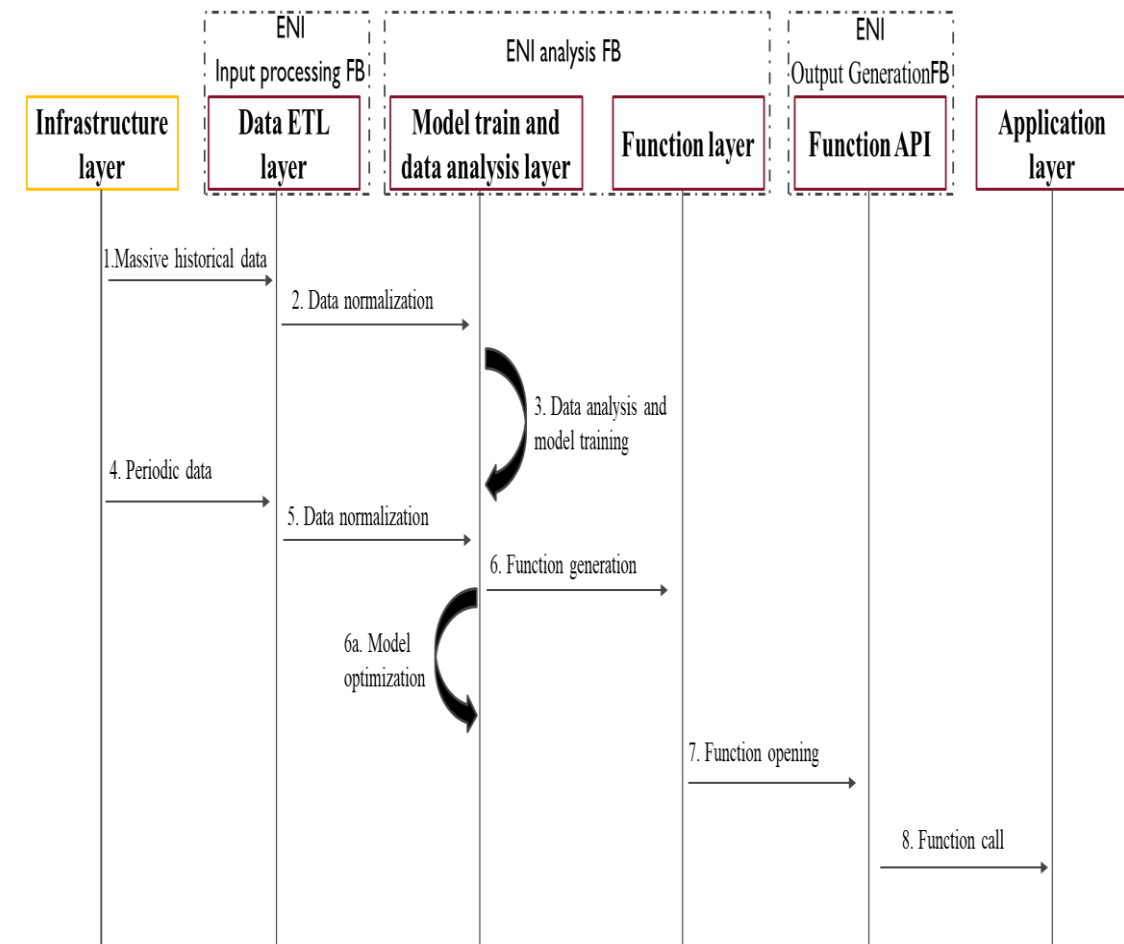 ENI
Input processing FB
ENI analysis FB
ENI
Output GenerationFB
Infrastructure
layer
Data ETL
layer
Model train and
data analysis layer
Function layer
Function API
Application
layer
1.Massive historical data
2. Data normalization
3. Data analysis and
model training
4. Periodic data
5. Data normalization
6. Function generation
6a. Model
optimization
7. Function opening
8. Function call